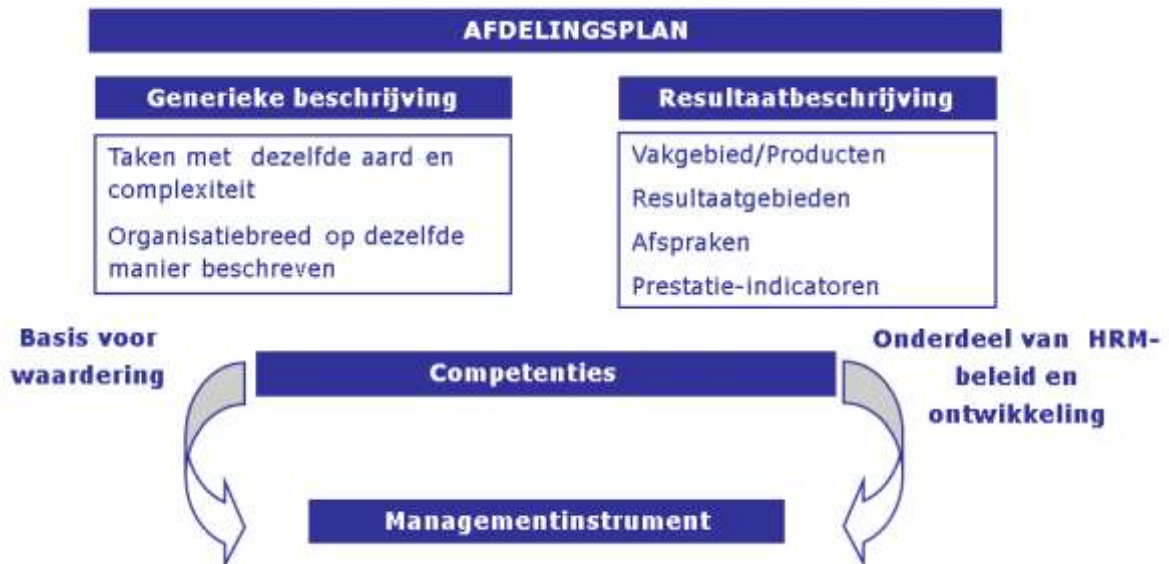 AFDELINGSPLAN
Generieke beschrijving
Taken met dezelfde aard en
complexiteit
Organisatiebreed op dezelfde
manier beschreven
Resultaatbeschrijving
Vakgebied/Producten
Resultaatgebieden
Afspraken
Prestatie-indicatoren
Basis voor
waardering
Competenties
Onderdeel van HRM-
beleid en
ontwikkeling
Managementinstrument